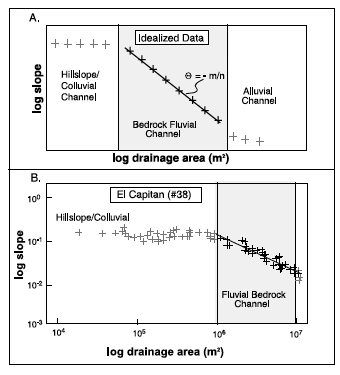 A.
Idealized Data
Hillslope/
Colluvial
Channel
Θ = - m/n
Alluvial
Channel
Bedrock Fluvial
Channel
log slope
log drainage area (m²)
B.
El Capitan (#38)
Hillslope/Colluvial
10⁰
10⁻¹
10⁻²
10⁻³
log slope
Fluvial Bedrock
Channel
10⁴
10⁵
10⁶
10⁷
log drainage area (m²)